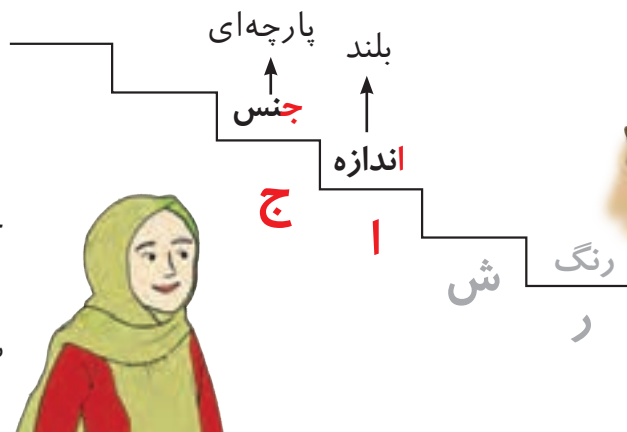 پارچه‌ای
بلند
جنس
اندازه
ج
ا
ش
رنگ
ر